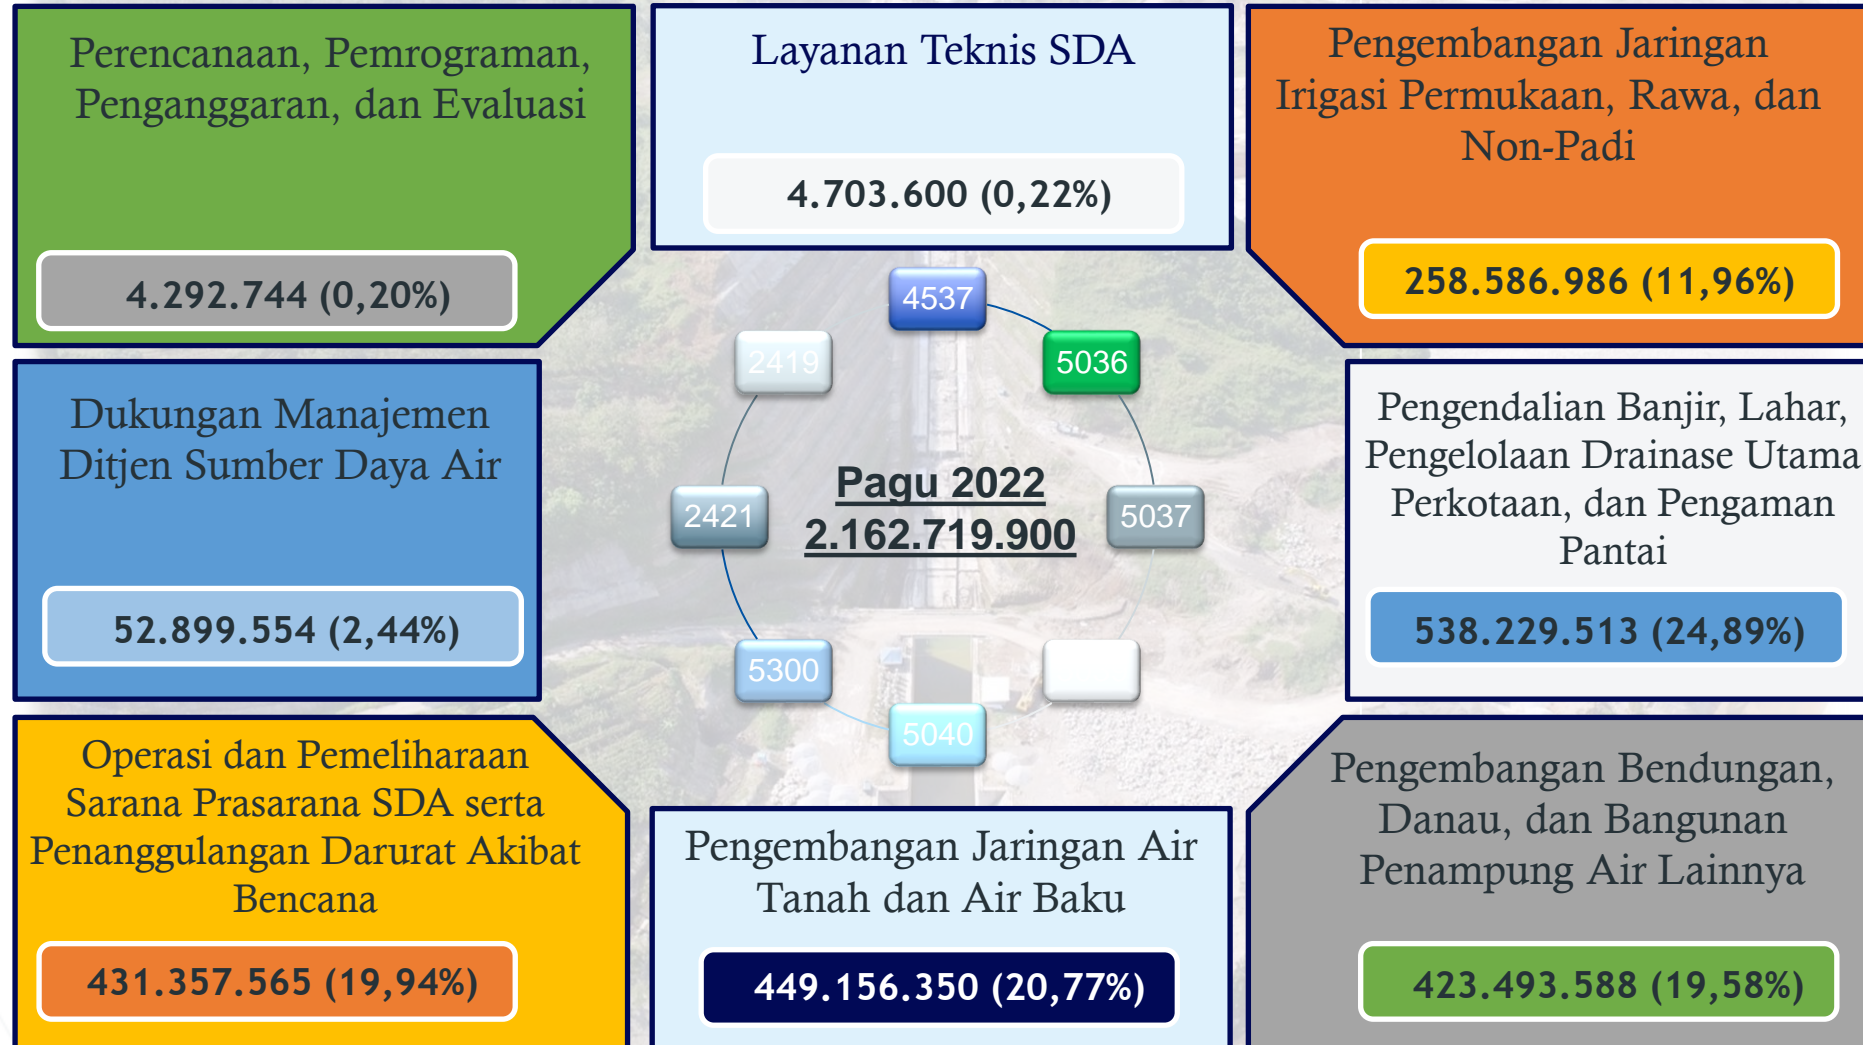 Perencanaan, Pemrograman,
Penganggaran, dan Evaluasi
4.292.744 (0,20%)
Layanan Teknis SDA
4.703.600 (0,22%)
Pengembangan Jaringan
Irigasi Permukaan, Rawa, dan
Non-Padi
258.586.986 (11,96%)
Dukungan Manajemen
Ditjen Sumber Daya Air
52.899.554 (2,44%)
4537
2419
5036
2421
Pagu 2022
2.162.719.900
5037
5300
5040
Pengendalian Banjir, Lahar,
Pengelolaan Drainase Utama
Perkotaan, dan Pengaman
Pantai
538.229.513 (24,89%)
Operasi dan Pemeliharaan
Sarana Prasarana SDA serta
Penanggulangan Darurat Akibat
Bencana
431.357.565 (19,94%)
Pengembangan Jaringan Air
Tanah dan Air Baku
449.156.350 (20,77%)
Pengembangan Bendungan,
Danau, dan Bangunan
Penampung Air Lainnya
423.493.588 (19,58%)